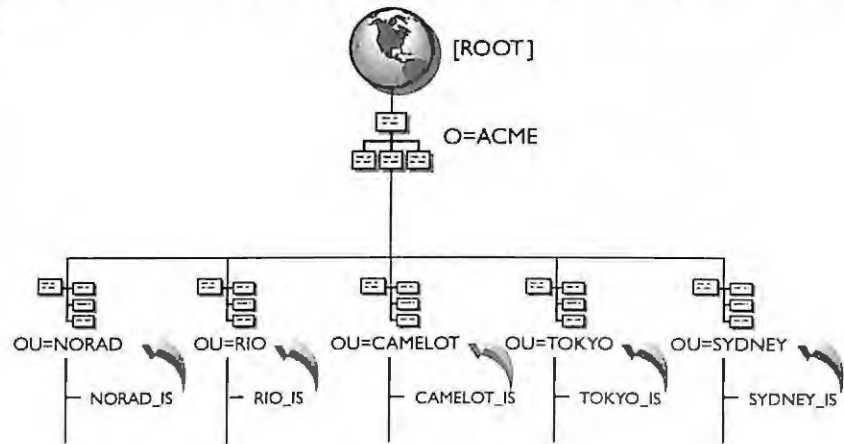 [ROOT]
O=ACME
OU=NORAD OU=RIO OU=CAMELOT OU=TOKYO OU=SYDNEY
NORAD_IS RIO_IS CAMELOT_IS TOKYO_IS SYDNEY_IS